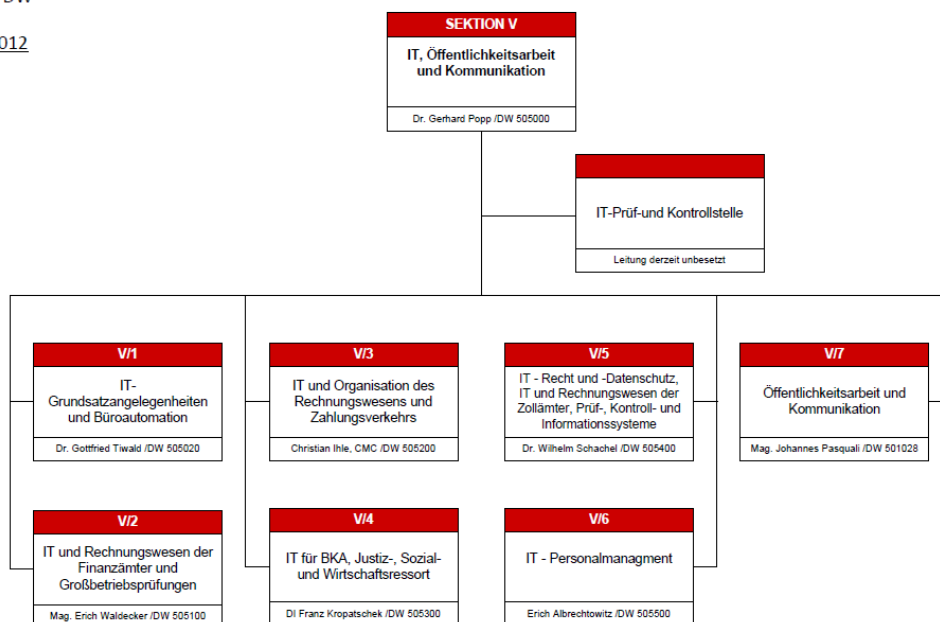 012
SEKTION V
IT, Öffentlichkeitsarbeit
und Kommunikation
Dr. Gerhard Popp /DW 505000
IT-Prüf-und Kontrollstelle
Leitung derzeit unbesetzt
V/1
IT-
Grundsatzangelegenheiten
und Büroautomation
Dr. Gottfried Tiwald /DW 505020
V/3
IT und Organisation des
Rechnungswesens und
Zahlungsverkehrs
Christian Ihle, CMC /DW 505200
V/5
IT - Recht und -Datenschutz,
IT und Rechnungswesen der
Zollämter, Prüf-, Kontroll- und
Informationssysteme
Dr. Wilhelm Schachel /DW 505400
V/7
Öffentlichkeitsarbeit und
Kommunikation
Mag. Johannes Pasquali /DW 501028
V/2
IT und Rechnungswesen der
Finanzämter und
Großbetriebsprüfungen
Mag. Erich Waldecker /DW 505100
V/4
IT für BKA, Justiz-, Sozial-
und Wirtschaftsressort
DI Franz Kropatschek /DW 505300
V/6
IT - Personalmanagment
Erich Albrechtowitz /DW 505500